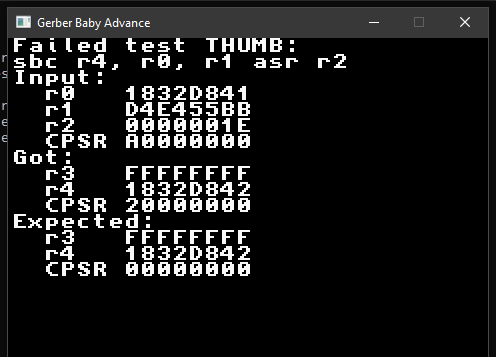 Gerber Baby Advance
Failed test THUMB:
sbc r4, r0, r1 asr r2
Input:
r0 1832D841
r1 D4E455BB
r2 0000001E
CPSR A0000000
Got:
r3 FFFFFFFF
r4 1832D842
CPSR 20000000
Expected:
r3 FFFFFFFF
r4 1832D842
CPSR 00000000